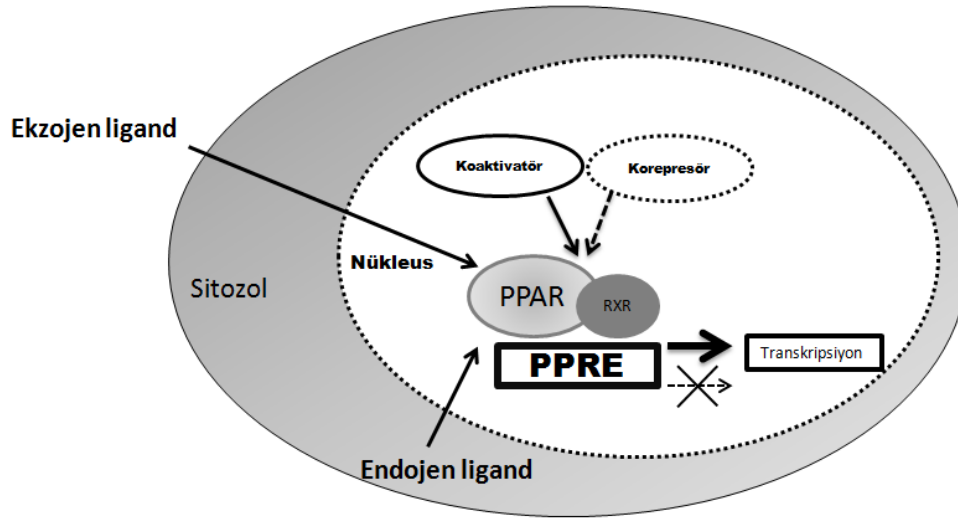 Ekzojen ligand
Koaktivatör
Korepresör
Nükleus
Sitozol
PPAR
RXR
PPRE
Transkripsiyon
Endojen ligand